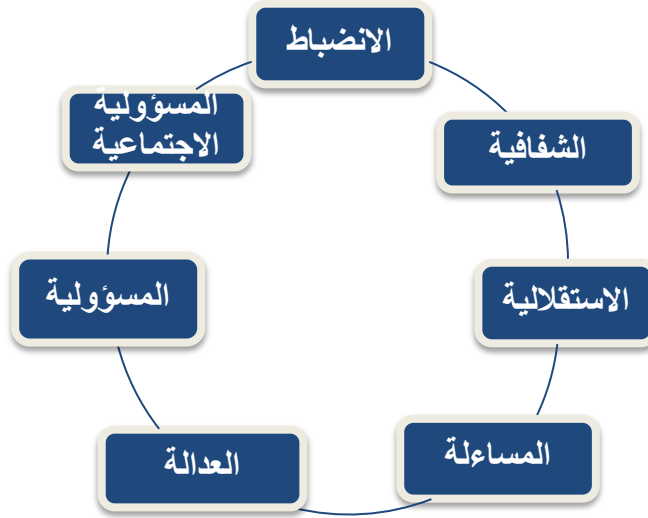 الانضباط
الشفافية
الاستقلالية
المساءلة
العدالة
المسؤولية
المسؤولية
الاجتماعية